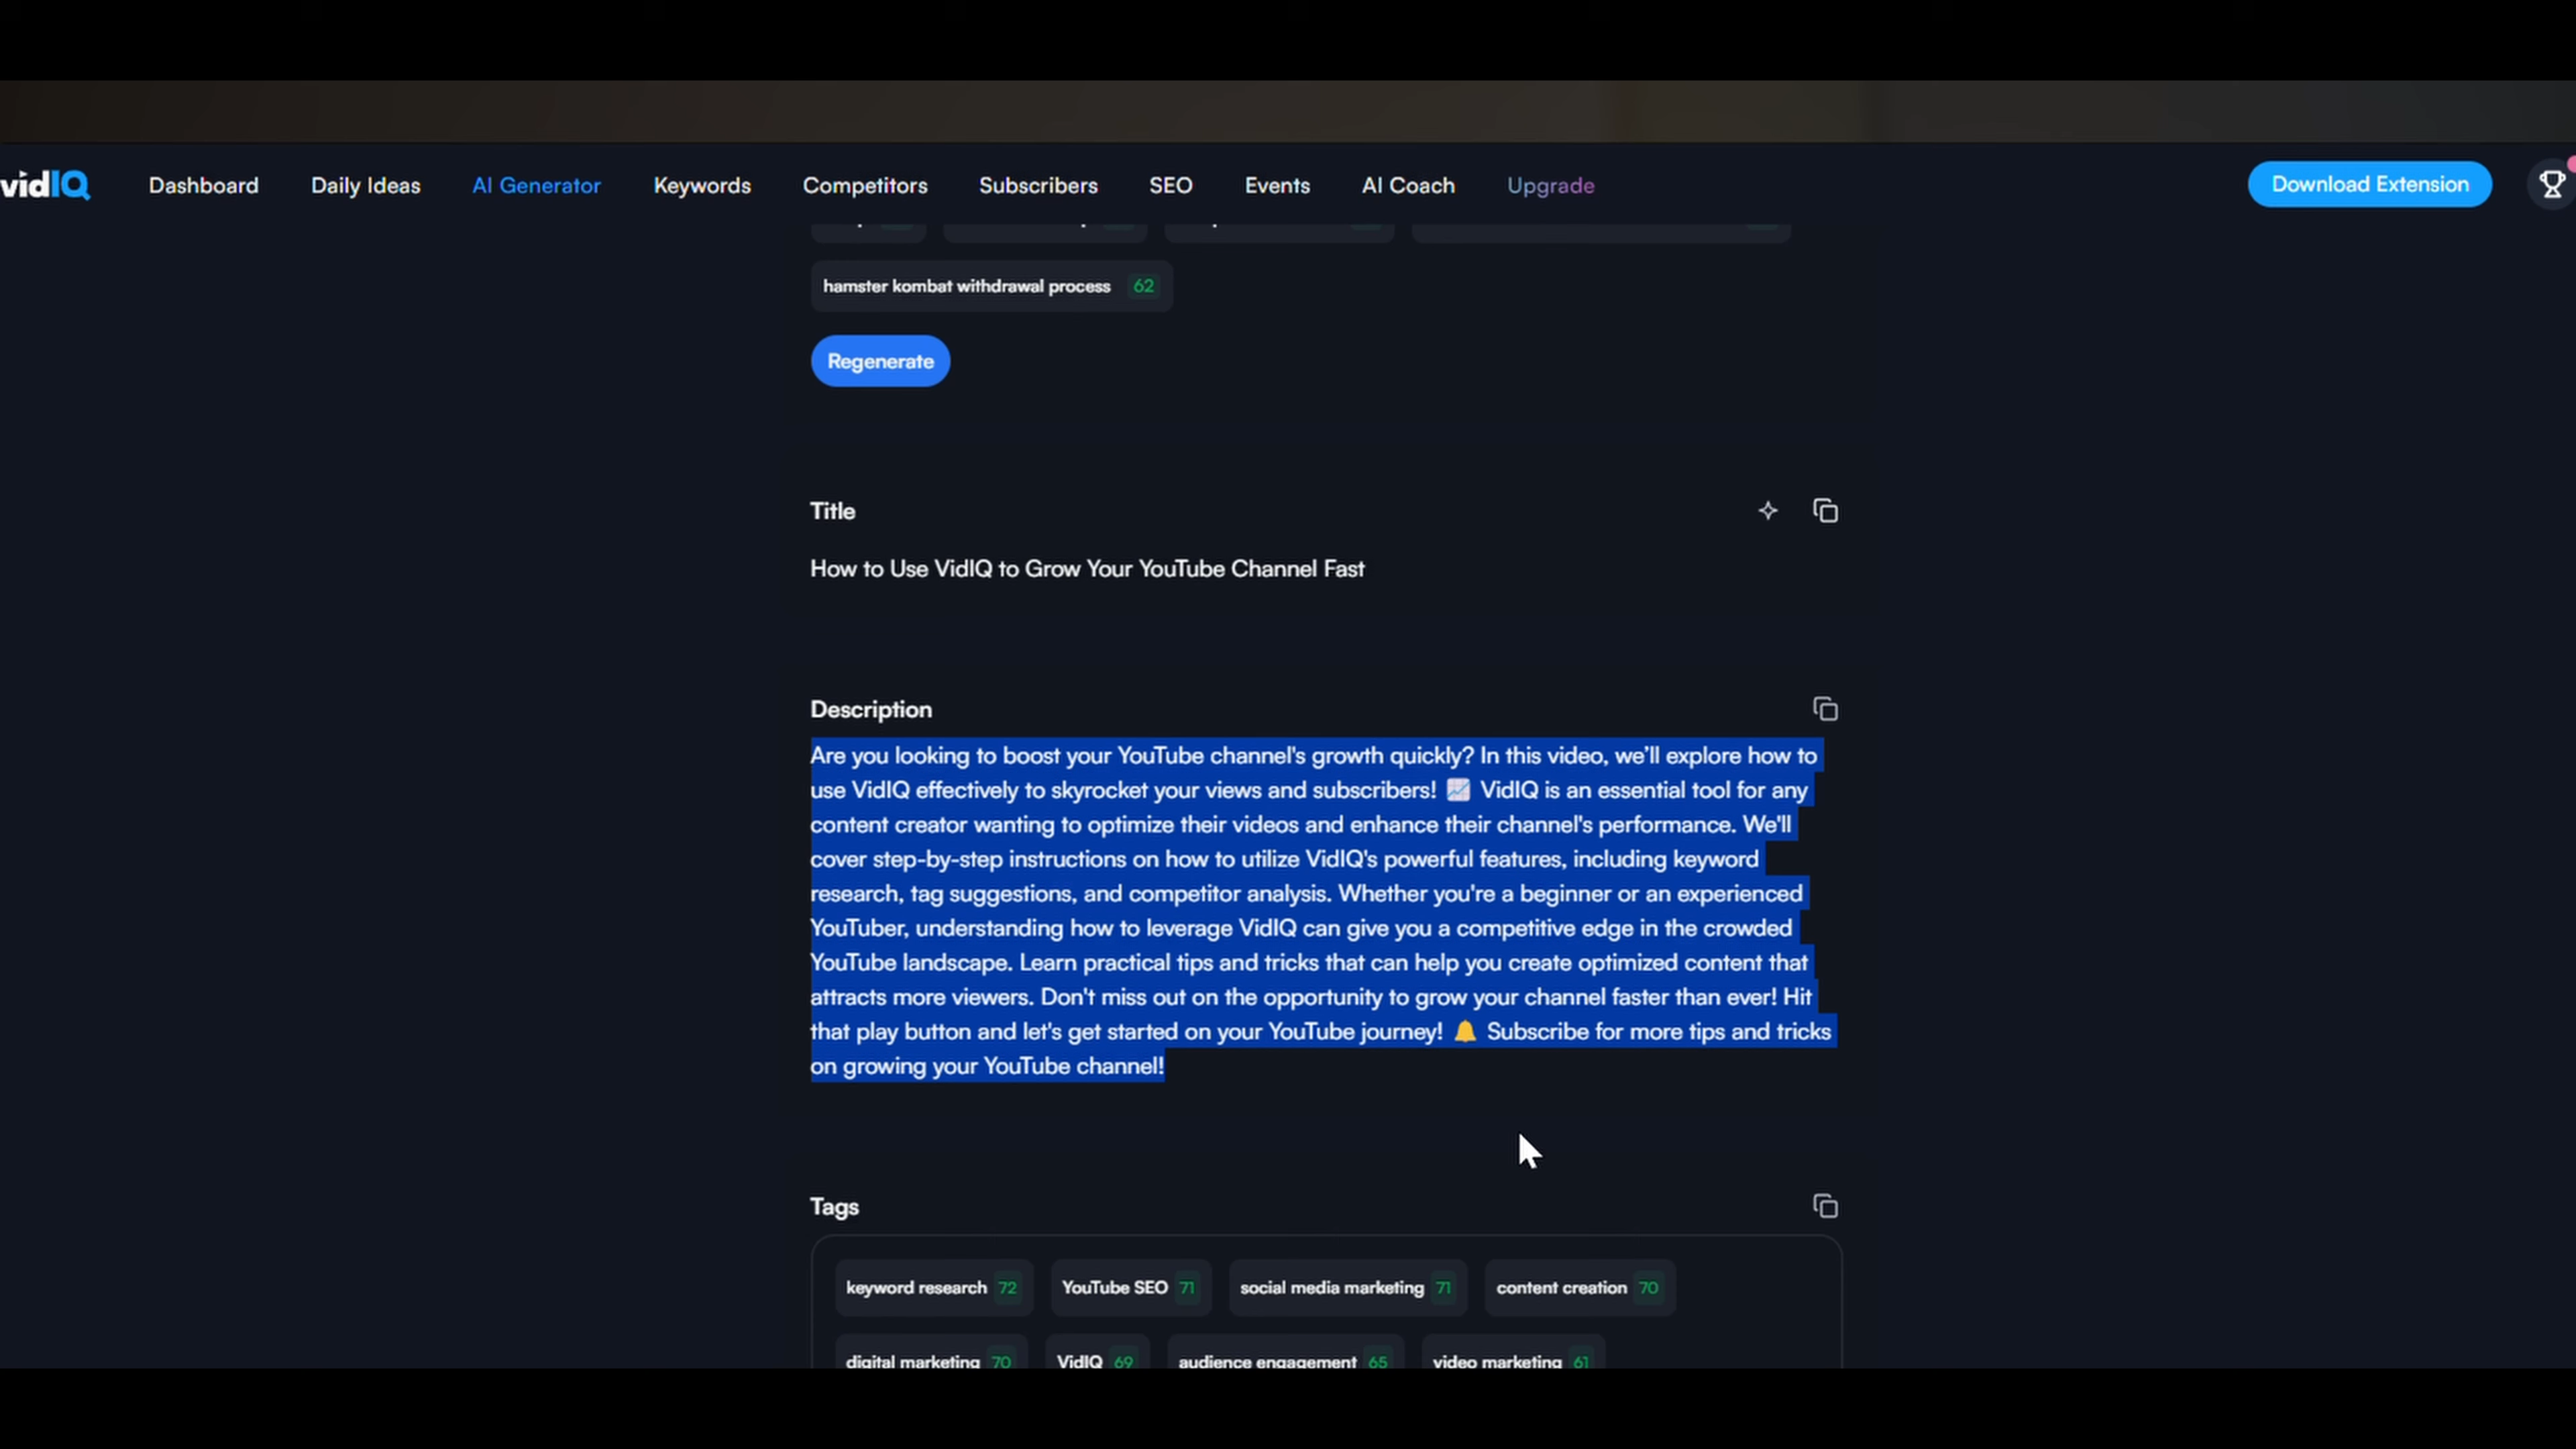 vidIQ Dashboard Daily Ideas AI Generator Keywords Competitors Subscribers SEO Events AI Coach Upgrade Download Extension
hamster kombat withdrawal process 62
Regenerate
Title
How to Use VidIQ to Grow Your YouTube Channel Fast
Description
Are you looking to boost your YouTube channel's growth quickly? In this video, we'll explore how to
use VidIQ effectively to skyrocket your views and subscribers! 📈 VidIQ is an essential tool for any
content creator wanting to optimize their videos and enhance their channel's performance. We'll
cover step-by-step instructions on how to utilize VidIQ's powerful features, including keyword
research, tag suggestions, and competitor analysis. Whether you're a beginner or an experienced
YouTuber, understanding how to leverage VidIQ can give you a competitive edge in the crowded
YouTube landscape. Learn practical tips and tricks that can help you create optimized content that
attracts more viewers. Don't miss out on the opportunity to grow your channel faster than ever! Hit
that play button and let's get started on your YouTube journey! 🔔 Subscribe for more tips and tricks
on growing your YouTube channel!
Tags
keyword research 72 YouTube SEO 71 social media marketing 71 content creation 70
digital marketing 70 VidIQ 69 audience engagement 65 video marketing 61